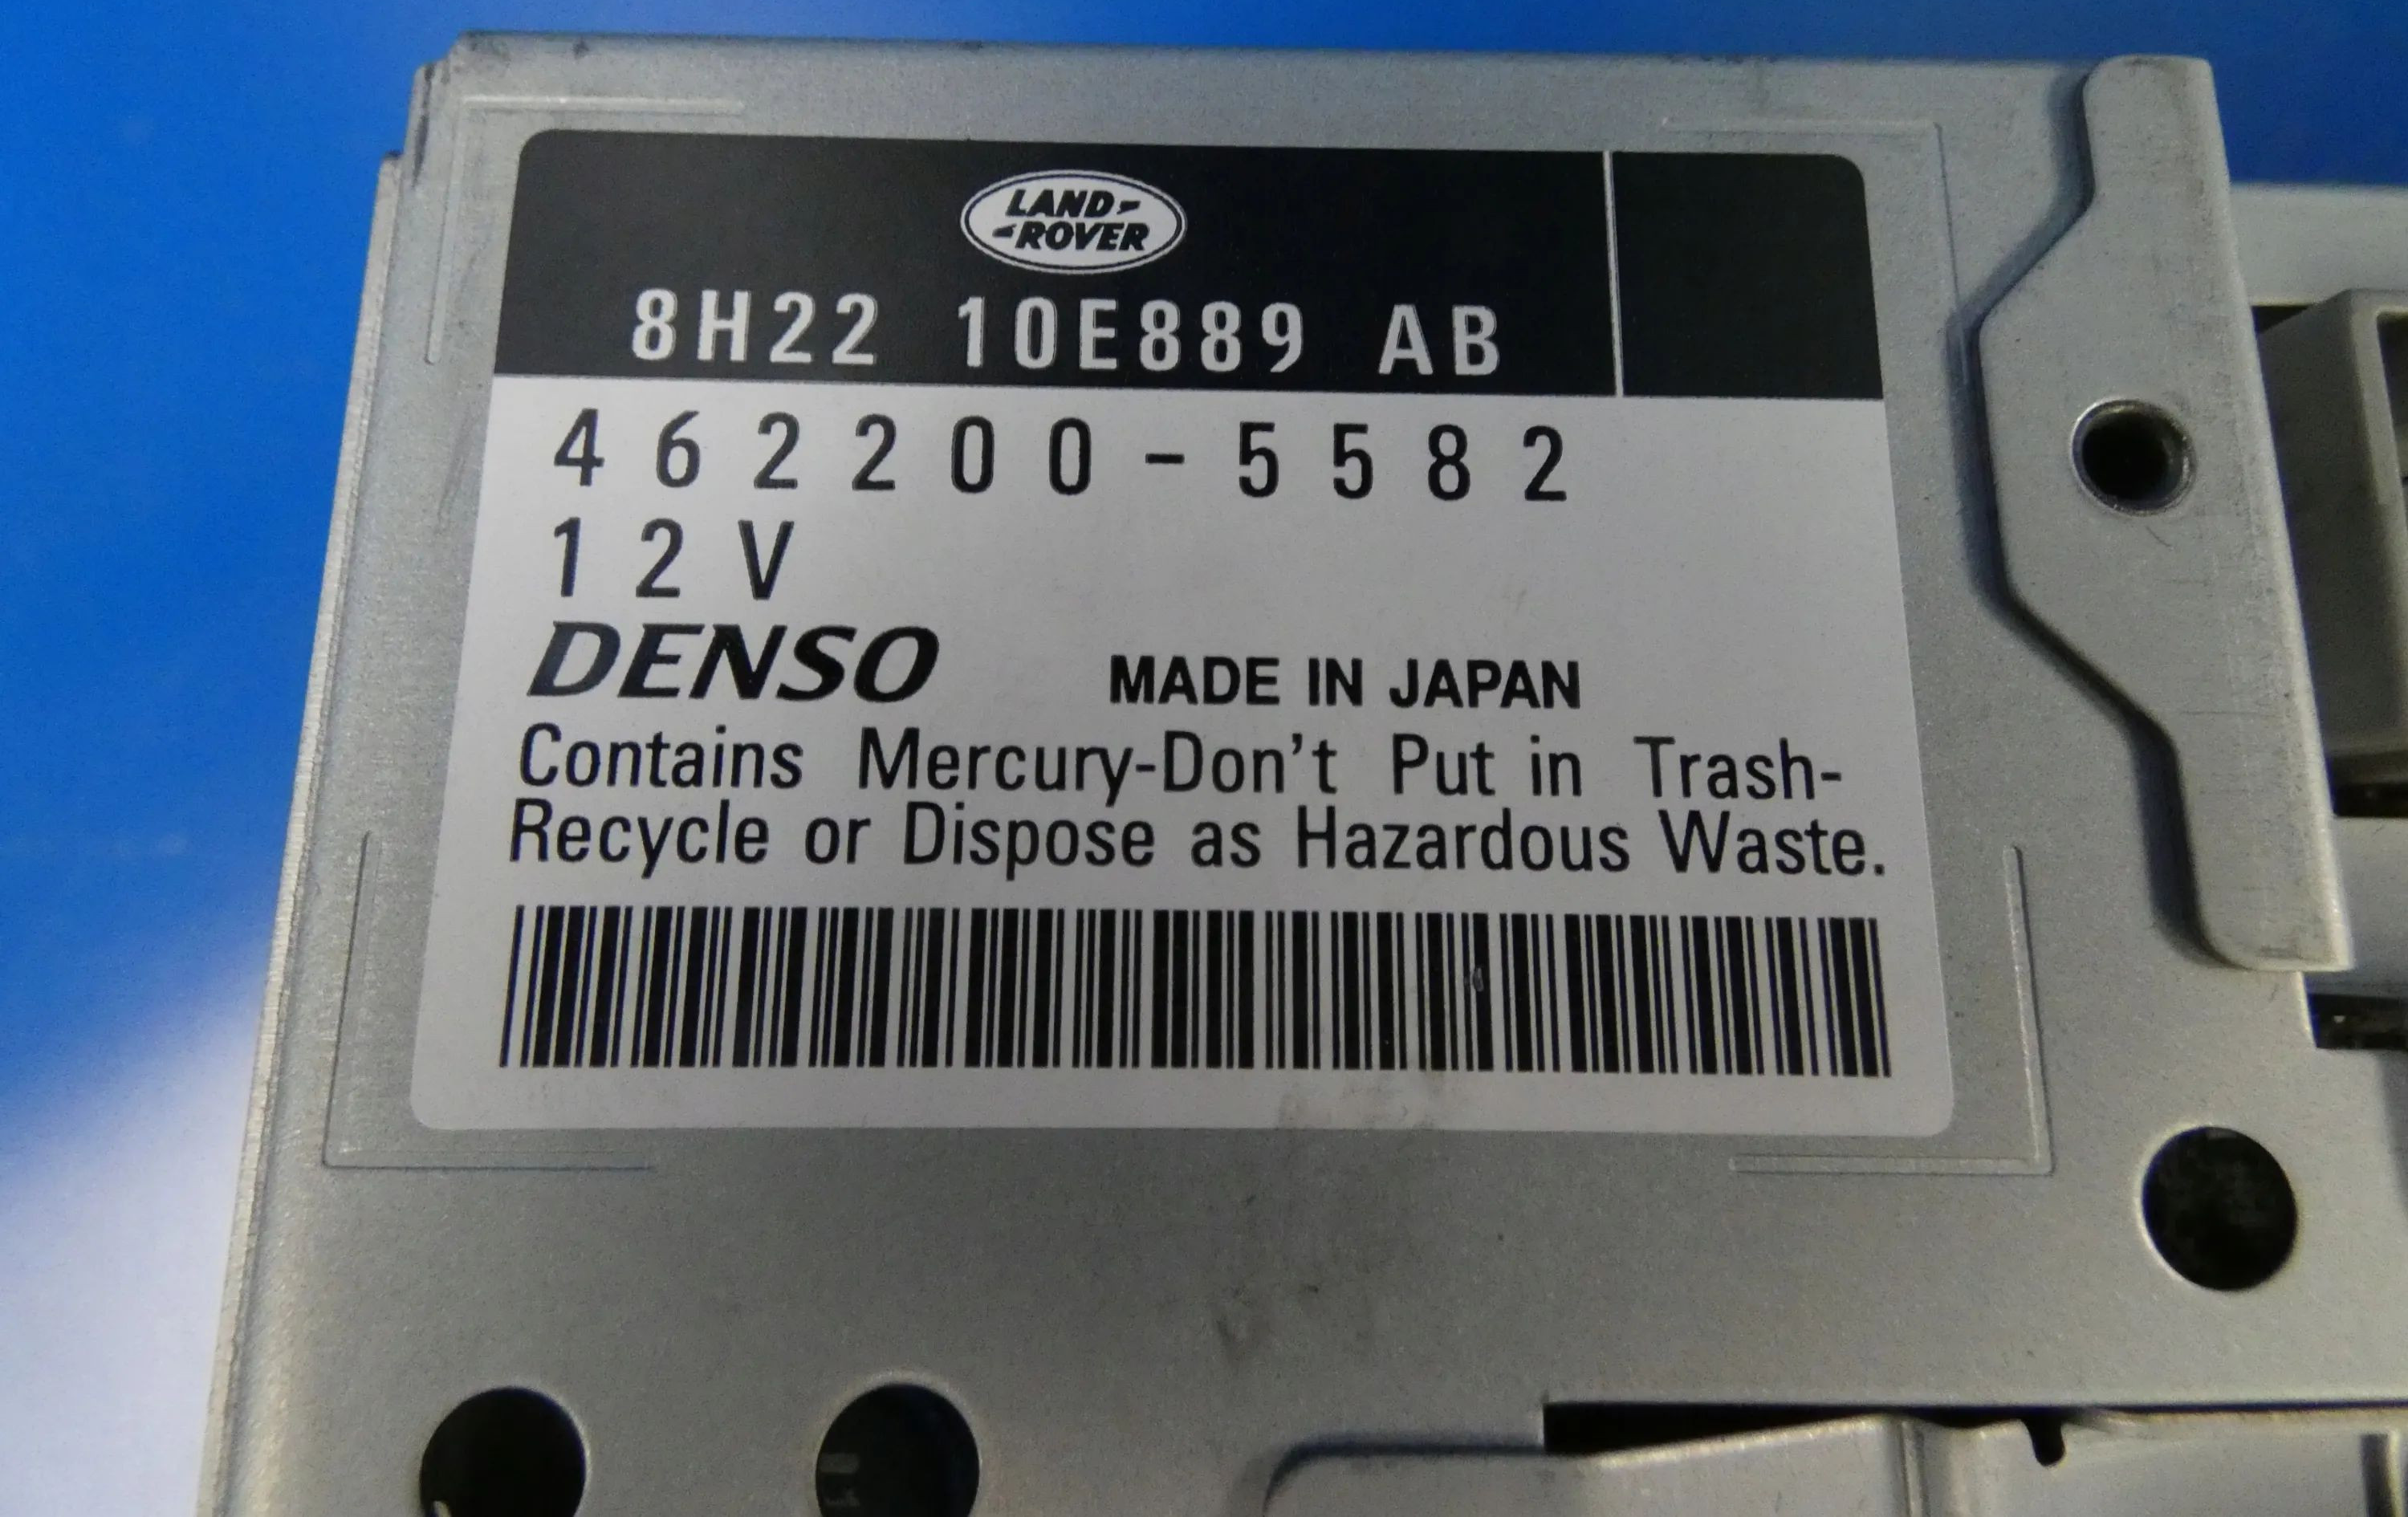 LAND-
-ROVER
8H22 10E889 AB
462200-5582
12V
DENSO MADE IN JAPAN
Contains Mercury-Don't Put in Trash-
Recycle or Dispose as Hazardous Waste.